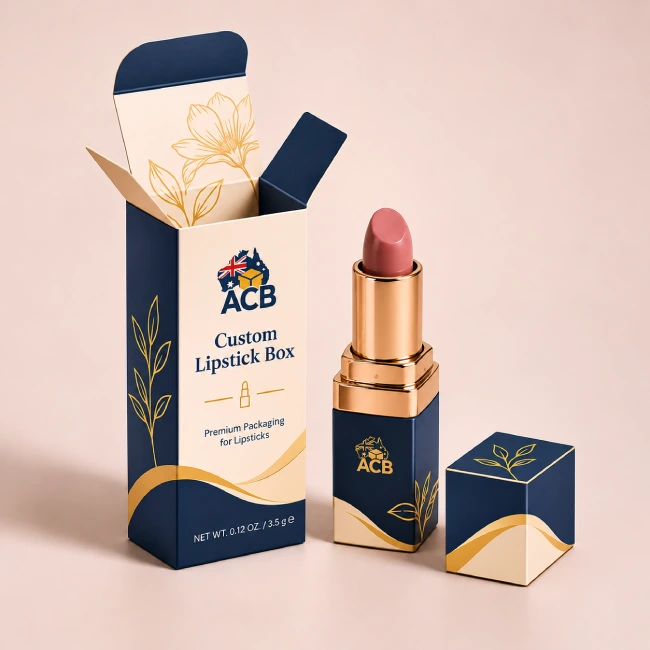 ACB
Custom
Lipstick Box
Premium Packaging
for Lipsticks
NET WT. 0.12 OZ. / 3.5 g ℮
ACB